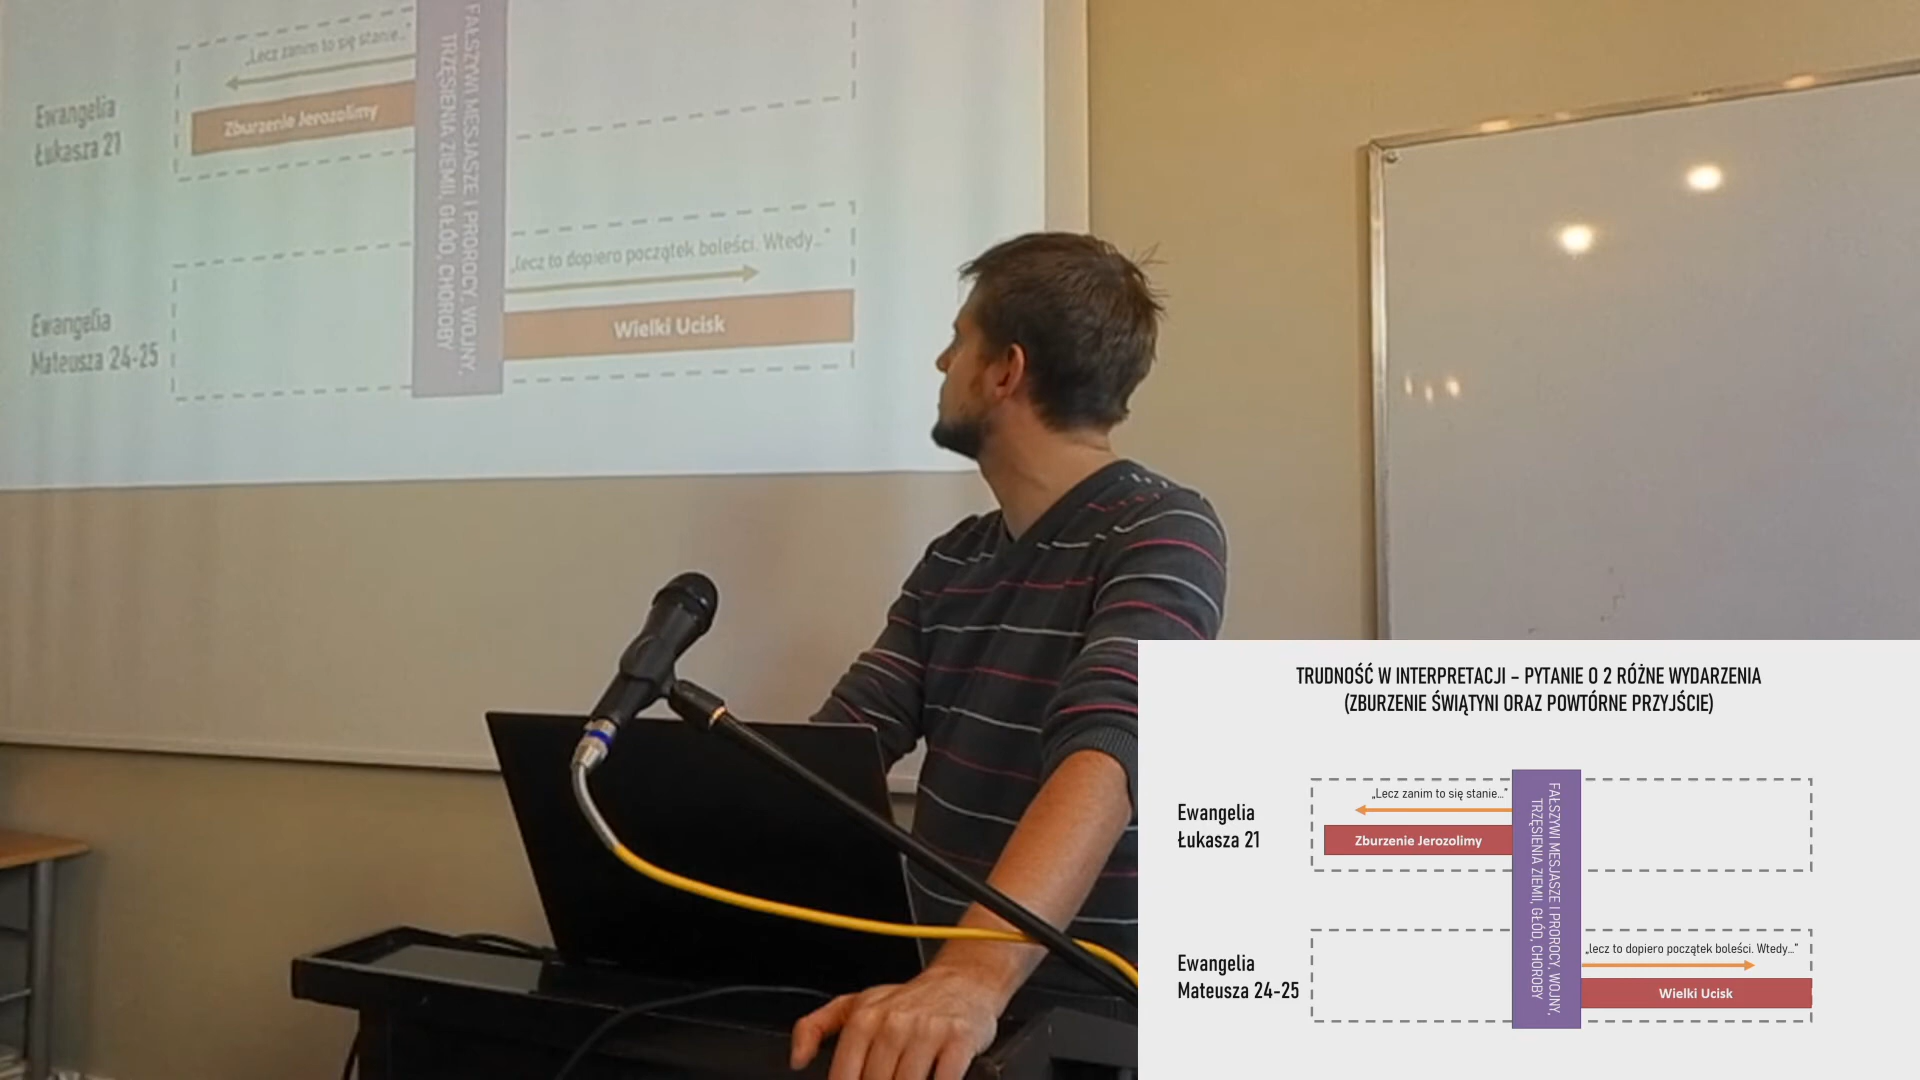 „Lecz zanim to się stanie..."
Ewangelia
Łukasza 21
Zburzenie Jerozolimy
FAŁSZYWI MESJASZE I PROROCY, WOJNY,
TRZĘSIENIA ZIEMII, GŁÓD, CHOROBY
„lecz to dopiero początek boleści. Wtedy..."
Ewangelia
Mateusza 24-25
Wielki Ucisk
TRUDNOŚĆ W INTERPRETACJI – PYTANIE O 2 RÓŻNE WYDARZENIA
(ZBURZENIE ŚWIĄTYNI ORAZ POWTÓRNE PRZYJŚCIE)
„Lecz zanim to się stanie..."
Ewangelia
Łukasza 21
Zburzenie Jerozolimy
FAŁSZYWI MESJASZE I PROROCY, WOJNY,
TRZĘSIENIA ZIEMII, GŁÓD, CHOROBY
„lecz to dopiero początek boleści. Wtedy..."
Ewangelia
Mateusza 24-25
Wielki Ucisk